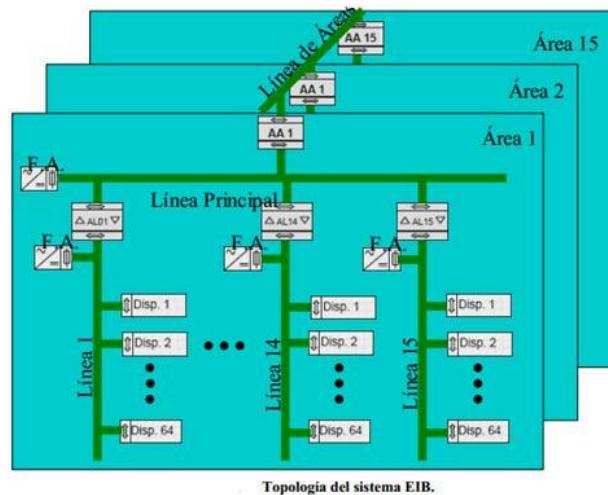 Línea de Áreas
AA 15
Área 15
AA 1
Área 2
AA 1
Área 1
F.A.
Línea Principal
AL01
AL14
AL15
F.A.
F.A.
F.A.
Disp. 1
Disp. 1
Disp. 1
Disp. 2
Disp. 2
Disp. 2
Línea 1
Línea 14
Línea 15
Disp. 64
Disp. 64
Disp. 64
Topología del sistema EIB.